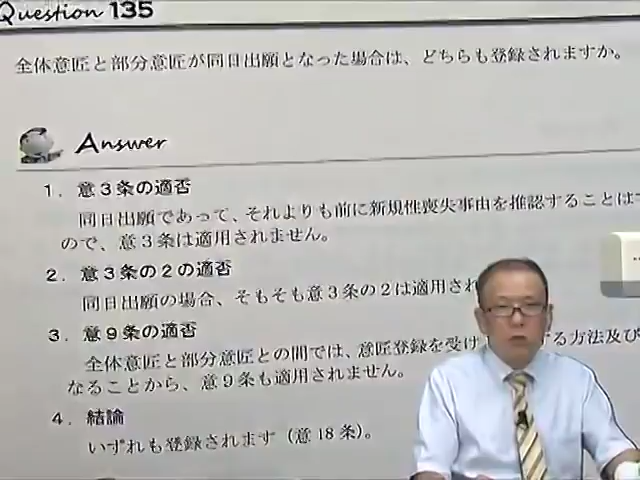 Question 135
全体意匠と部分意匠が同日出願となった場合は、どちらも登録されますか。
Answer
1. 意3条の適否
同日出願であって、それよりも前に新規性喪失事由を推認することは
ので、意3条は適用されません。
2. 意3条の2の適否
同日出願の場合、そもそも意3条の2は適用され
3. 意9条の適否
全体意匠と部分意匠との間では、意匠登録を受け する方法及び
なることから、意9条も適用されません。
4. 結論
いずれも登録されます（意18条）。